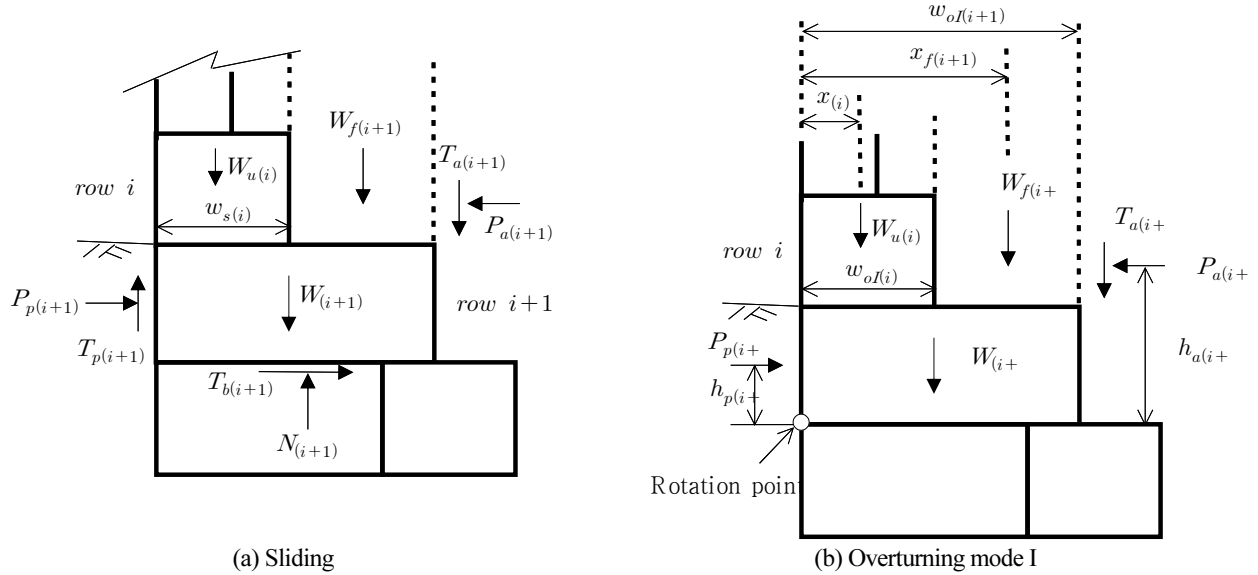 W_{f(i+1)}
T_{a(i+1)}
W_{u(i)}
row i
w_{s(i)}
P_{a(i+1)}
P_{p(i+1)}
W_{(i+1)}
row i+1
T_{p(i+1)}
T_{b(i+1)}
N_{(i+1)}
(a) Sliding
w_{oI(i+1)}
x_{f(i+1)}
x_{(i)}
W_{f(i+
T_{a(i+
W_{u(i)}
row i
P_{a(i+
w_{oI(i)}
P_{p(i+
W_{(i+
h_{a(i+
h_{p(i+
Rotation poin
(b) Overturning mode I